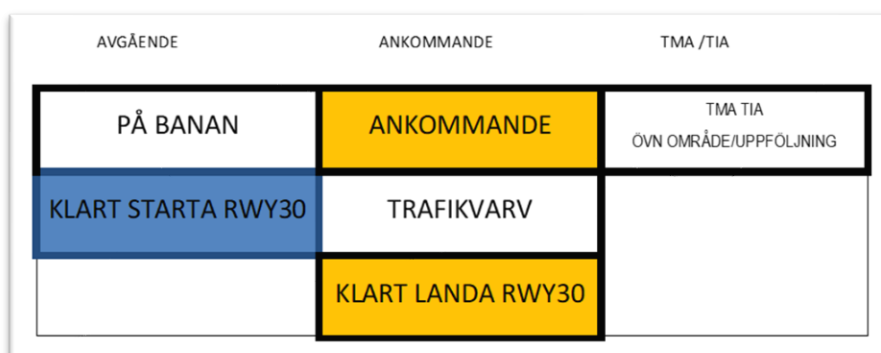 AVGÅENDE
ANKOMMANDE
TMA /TIA
PÅ BANAN
ANKOMMANDE
TMA TIA
ÖVN OMRÅDE/UPPFÖLJNING
KLART STARTA RWY30
TRAFIKVARV
KLART LANDA RWY30